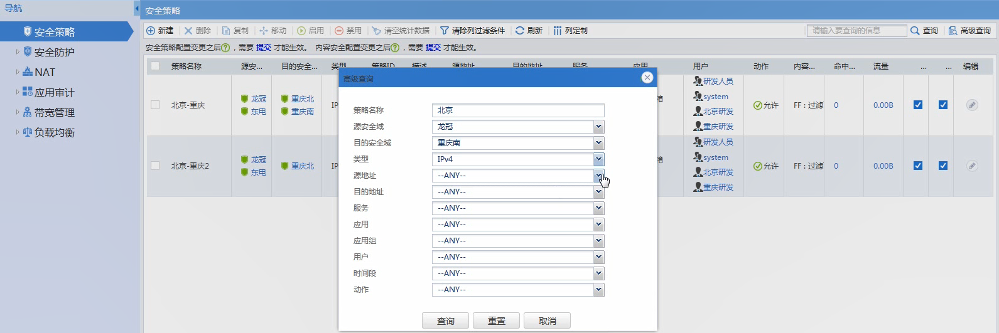 导航
安全策略
安全防护
NAT
应用审计
带宽管理
负载均衡
安全策略
新建 删除 复制 移动 启用 禁用 清空统计数据 清除列过滤条件 刷新 列定制 请输入要查询的信息 查询 高级查询
安全策略配置变更之后?，需要 提交 才能生效。 内容安全配置变更之后?，需要 提交 才能生效。
策略名称 源安... 目的安全... 类型 策略ID 描述 源地址 目的地址 服务 应用 用户 动作 内容... 命中... 流量 ... ... 编辑
北京-重庆 龙冠 东电 重庆北 重庆南 IP 箱 研发人员 system 北京研发 重庆研发 允许 FF：过滤 0 0.00B
北京-重庆2 龙冠 东电 重庆北 IP 箱 研发人员 system 北京研发 重庆研发 允许 FF：过滤 0 0.00B
高级查询
策略名称 北京
源安全域 龙冠
目的安全域 重庆南
类型 IPv4
源地址 --ANY--
目的地址 --ANY--
服务 --ANY--
应用 --ANY--
应用组 --ANY--
用户 --ANY--
时间段 --ANY--
动作 --ANY--
查询 重置 取消